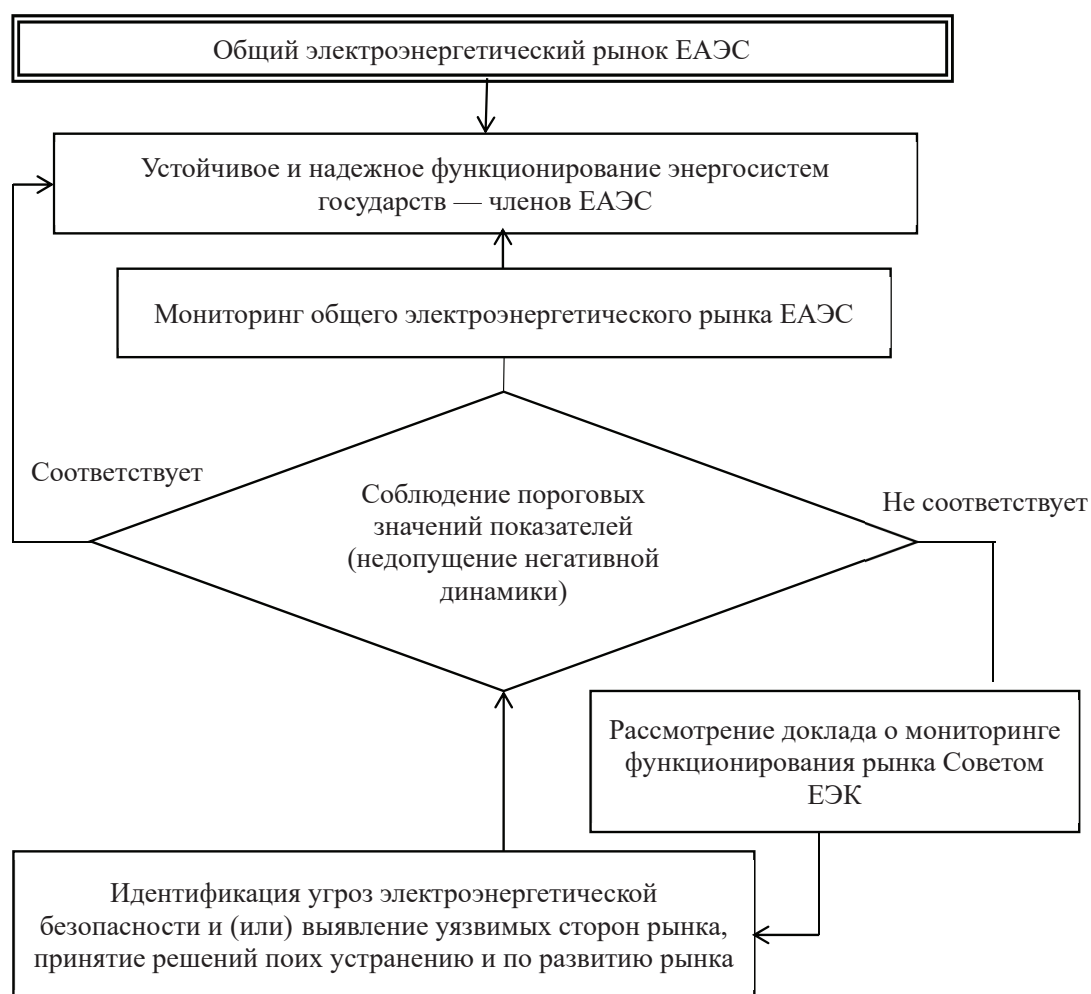 Общий электроэнергетический рынок ЕАЭС
Устойчивое и надежное функционирование энергосистем
государств — членов ЕАЭС
Мониторинг общего электроэнергетического рынка ЕАЭС
Соответствует
Соблюдение пороговых
значений показателей
(недопущение негативной
динамики)
Не соответствует
Рассмотрение доклада о мониторинге
функционирования рынка Советом
ЕЭК
Идентификация угроз электроэнергетической
безопасности и (или) выявление уязвимых сторон рынка,
принятие решений поих устранению и по развитию рынка